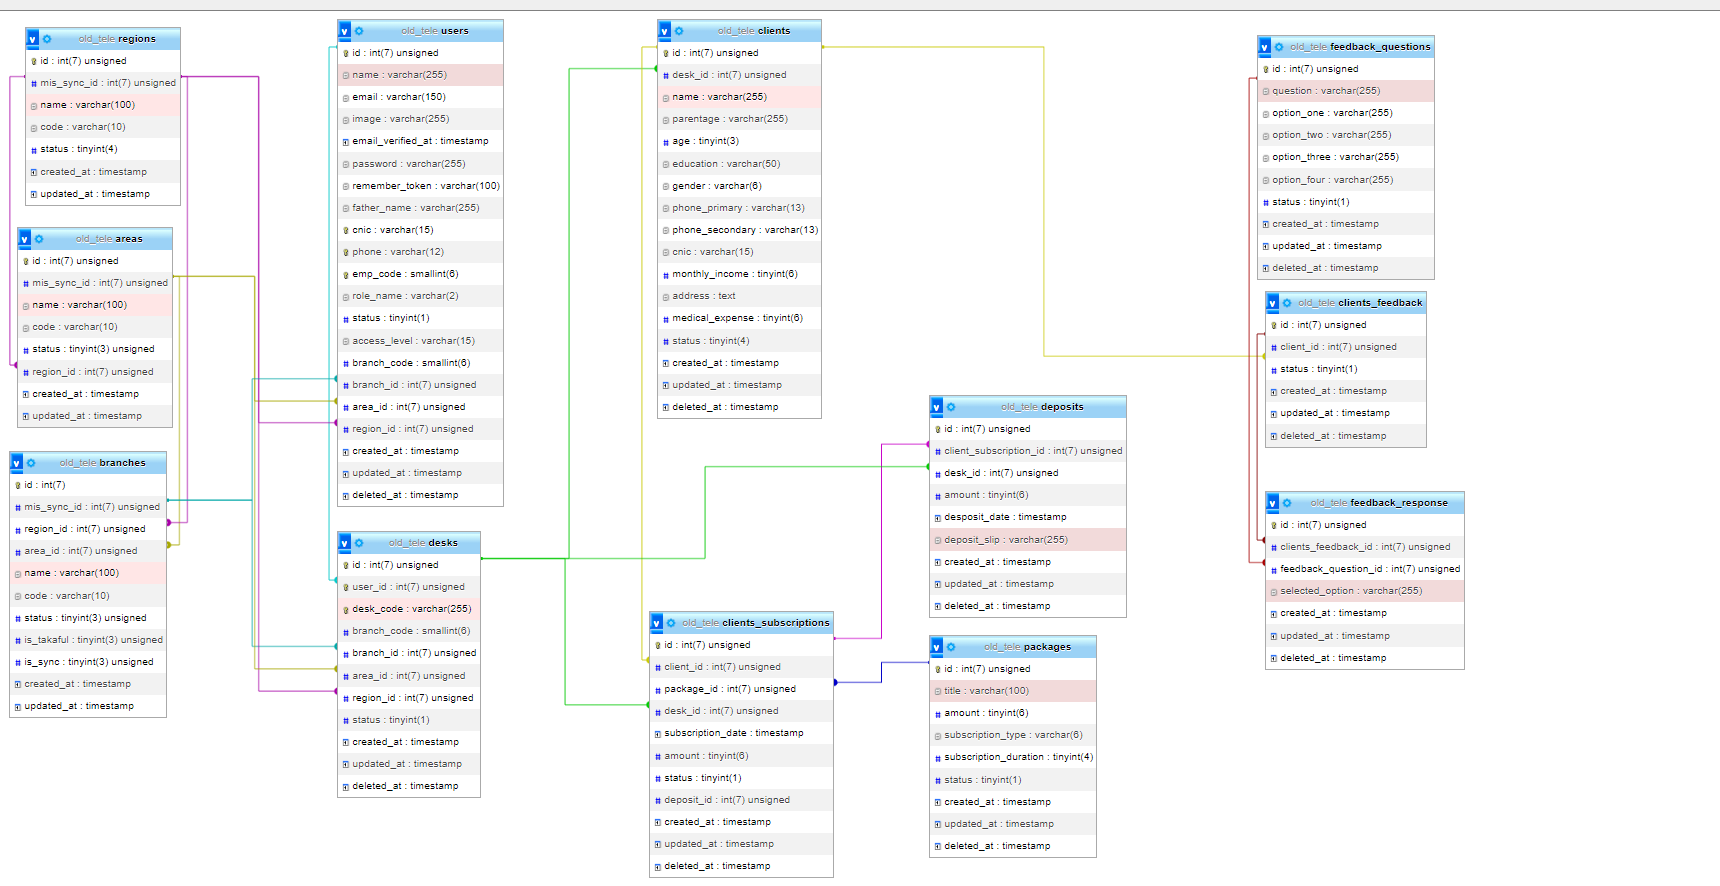 old_tele regions
id : int(7) unsigned
mis_sync_id : int(7) unsigned
name : varchar(100)
code : varchar(10)
status : tinyint(4)
created_at : timestamp
updated_at : timestamp
old_tele areas
id : int(7) unsigned
mis_sync_id : int(7) unsigned
name : varchar(100)
code : varchar(10)
status : tinyint(3) unsigned
region_id : int(7) unsigned
created_at : timestamp
updated_at : timestamp
old_tele branches
id : int(7)
mis_sync_id : int(7) unsigned
region_id : int(7) unsigned
area_id : int(7) unsigned
name : varchar(100)
code : varchar(10)
status : tinyint(3) unsigned
is_takaful : tinyint(3) unsigned
is_sync : tinyint(3) unsigned
created_at : timestamp
updated_at : timestamp
old_tele users
id : int(7) unsigned
name : varchar(255)
email : varchar(150)
image : varchar(255)
email_verified_at : timestamp
password : varchar(255)
remember_token : varchar(100)
father_name : varchar(255)
cnic : varchar(15)
phone : varchar(12)
emp_code : smallint(6)
role_name : varchar(2)
status : tinyint(1)
access_level : varchar(15)
branch_code : smallint(6)
branch_id : int(7) unsigned
area_id : int(7) unsigned
region_id : int(7) unsigned
created_at : timestamp
updated_at : timestamp
deleted_at : timestamp
old_tele desks
id : int(7) unsigned
user_id : int(7) unsigned
desk_code : varchar(255)
branch_code : smallint(6)
branch_id : int(7) unsigned
area_id : int(7) unsigned
region_id : int(7) unsigned
status : tinyint(1)
created_at : timestamp
updated_at : timestamp
deleted_at : timestamp
old_tele clients
id : int(7) unsigned
desk_id : int(7) unsigned
name : varchar(255)
parentage : varchar(255)
age : tinyint(3)
education : varchar(50)
gender : varchar(6)
phone_primary : varchar(13)
phone_secondary : varchar(13)
cnic : varchar(15)
monthly_income : tinyint(6)
address : text
medical_expense : tinyint(6)
status : tinyint(4)
created_at : timestamp
updated_at : timestamp
deleted_at : timestamp
old_tele clients_subscriptions
id : int(7) unsigned
client_id : int(7) unsigned
package_id : int(7) unsigned
desk_id : int(7) unsigned
subscription_date : timestamp
amount : tinyint(6)
status : tinyint(1)
deposit_id : int(7) unsigned
created_at : timestamp
updated_at : timestamp
deleted_at : timestamp
old_tele deposits
id : int(7) unsigned
client_subscription_id : int(7) unsigned
desk_id : int(7) unsigned
amount : tinyint(6)
desposit_date : timestamp
deposit_slip : varchar(255)
created_at : timestamp
updated_at : timestamp
deleted_at : timestamp
old_tele packages
id : int(7) unsigned
title : varchar(100)
amount : tinyint(6)
subscription_type : varchar(6)
subscription_duration : tinyint(4)
status : tinyint(1)
created_at : timestamp
updated_at : timestamp
deleted_at : timestamp
old_tele feedback_questions
id : int(7) unsigned
question : varchar(255)
option_one : varchar(255)
option_two : varchar(255)
option_three : varchar(255)
option_four : varchar(255)
status : tinyint(1)
created_at : timestamp
updated_at : timestamp
deleted_at : timestamp
old_tele clients_feedback
id : int(7) unsigned
client_id : int(7) unsigned
status : tinyint(1)
created_at : timestamp
updated_at : timestamp
deleted_at : timestamp
old_tele feedback_response
id : int(7) unsigned
clients_feedback_id : int(7) unsigned
feedback_question_id : int(7) unsigned
selected_option : varchar(255)
created_at : timestamp
updated_at : timestamp
deleted_at : timestamp